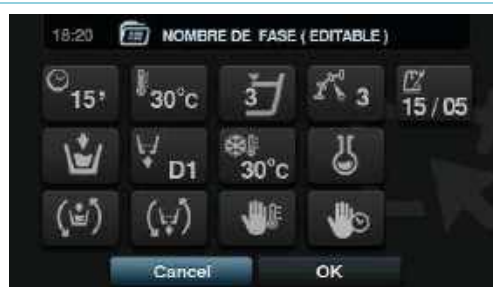 18:20 NOMBRE DE FASE ( EDITABLE )
15' 30°C 3 3 15 / 05
D1 30°C
Cancel OK